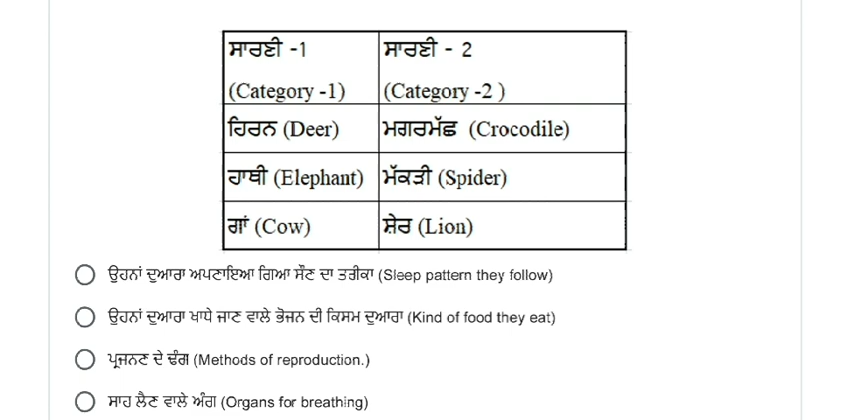 ਸਾਰਣੀ -1 ਸਾਰਣੀ - 2
(Category -1) (Category -2 )
ਹਿਰਨ (Deer) ਮਗਰਮੱਛ (Crocodile)
ਹਾਥੀ (Elephant) ਮੱਕੜੀ (Spider)
ਗਾਂ (Cow) ਸ਼ੇਰ (Lion)
ਉਹਨਾਂ ਦੁਆਰਾ ਅਪਣਾਇਆ ਗਿਆ ਸੌਣ ਦਾ ਤਰੀਕਾ (Sleep pattern they follow)
ਉਹਨਾਂ ਦੁਆਰਾ ਖਾਧੇ ਜਾਣ ਵਾਲੇ ਭੋਜਨ ਦੀ ਕਿਸਮ ਦੁਆਰਾ (Kind of food they eat)
ਪ੍ਰਜਨਣ ਦੇ ਢੰਗ (Methods of reproduction.)
ਸਾਹ ਲੈਣ ਵਾਲੇ ਅੰਗ (Organs for breathing)